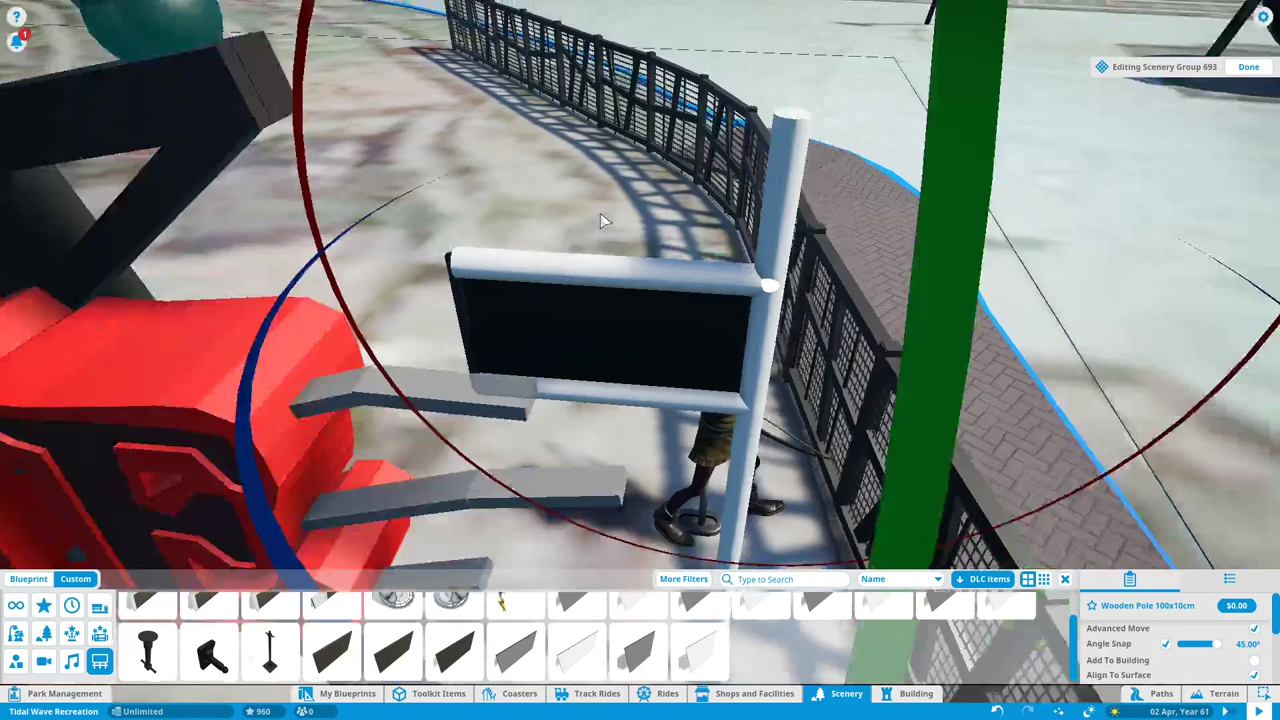 ?
1
Editing Scenery Group 693
Done
Blueprint
Custom
More Filters
Type to Search
Name
DLC items
Wooden Pole 100x10cm
$0.00
Advanced Move
Angle Snap
45.00°
Add To Building
Align To Surface
Park Management
My Blueprints
Toolkit Items
Coasters
Track Rides
Rides
Shops and Facilities
Scenery
Building
Paths
Terrain
Tidal Wave Recreation
Unlimited
960
0
02 Apr, Year 61